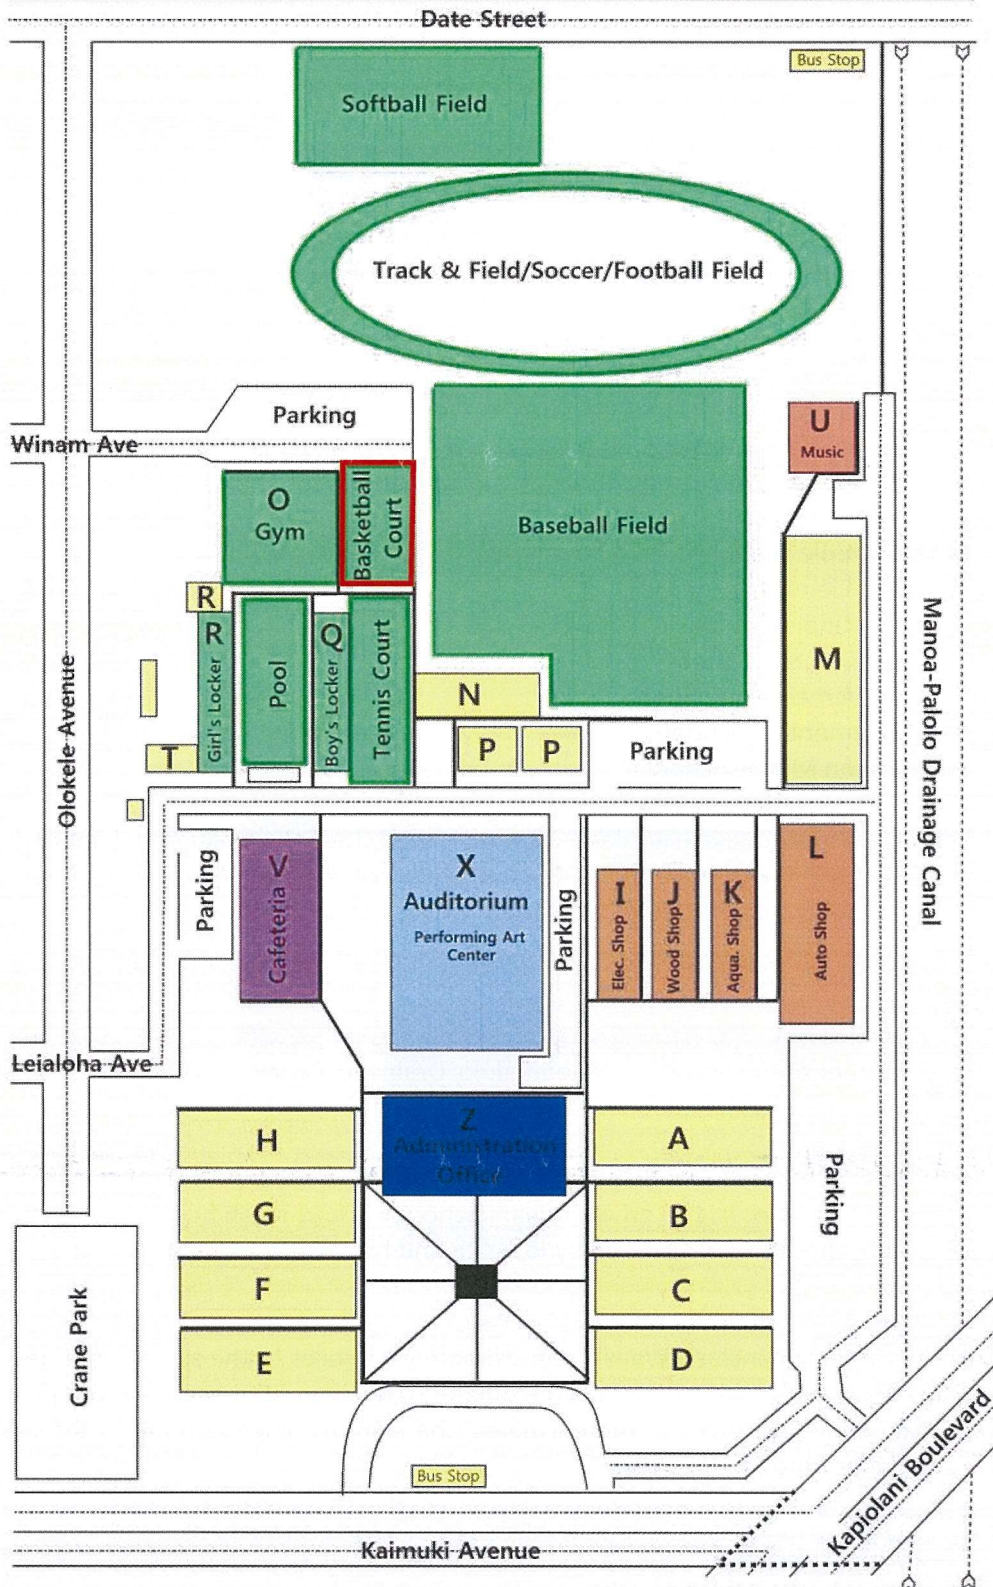 Date Street
Bus Stop
Softball Field
Track & Field/Soccer/Football Field
Parking
Winam Ave
U
Music
O
Gym
Basketball
Court
Baseball Field
R
R
Girl's Locker
Pool
Q
Boy's Locker
Tennis Court
N
M
Manoa-Palolo Drainage Canal
Olokele Avenue
T
P
P
Parking
Parking
V
Cafeteria
X
Auditorium
Performing Art
Center
Parking
I
Elec. Shop
J
Wood Shop
K
Aqua. Shop
L
Auto Shop
Leialoha Ave
H
Z
Administration
Office
A
G
B
Parking
F
C
E
D
Crane Park
Bus Stop
Kapiolani Boulevard
Kaimuki Avenue